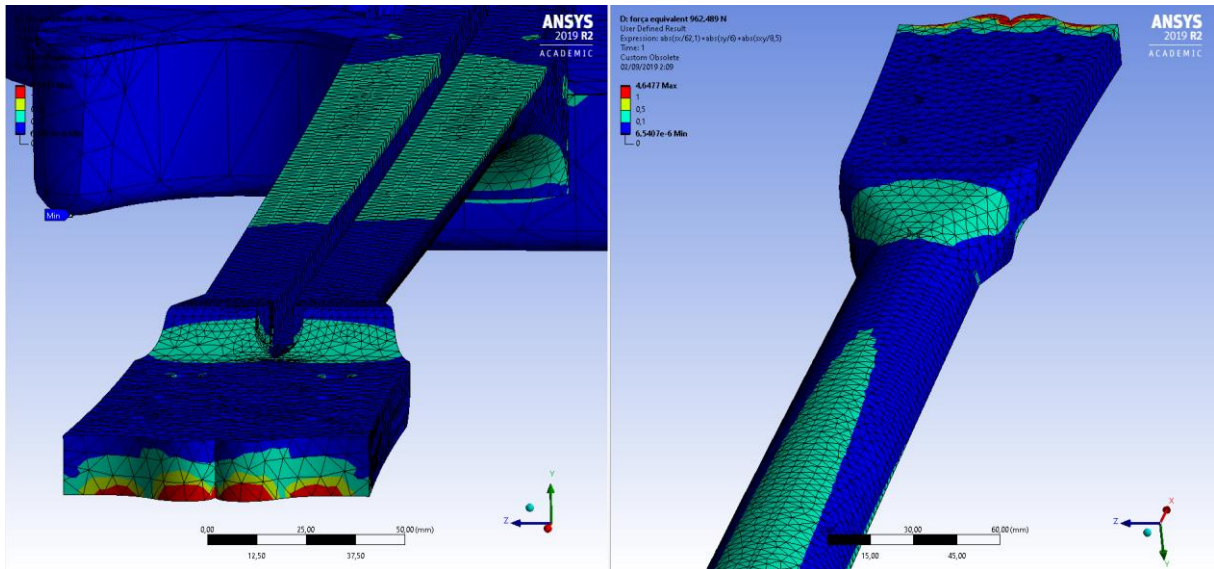 ANSYS
2019 R2
ACADEMIC
Min
Y
Z
0,00
25,00
50,00 (mm)
12,50
37,50
D: força equivalent 962,489 N
User Defined Result
Expression: abs(sx/62,1)+abs(sy/6)+abs(sxy/8,5)
Time: 1
Custom Obsolete
02/09/2019 2:09
4,6477 Max
1
0,5
0,1
6,5407e-6 Min
0
ANSYS
2019 R2
ACADEMIC
30,00
60,00 (mm)
15,00
45,00
X
Z
Y